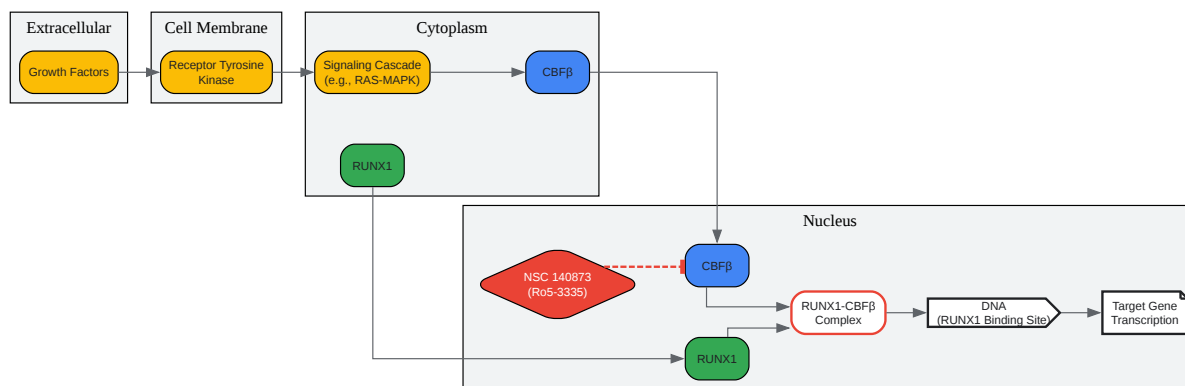 Extracellular
Growth Factors
Cell Membrane
Receptor Tyrosine
Kinase
Cytoplasm
Signaling Cascade
(e.g., RAS-MAPK)
CBFβ
RUNX1
Nucleus
NSC 140873
(Ro5-3335)
CBFβ
RUNX1
RUNX1-CBFβ
Complex
DNA
(RUNX1 Binding Site)
Target Gene
Transcription